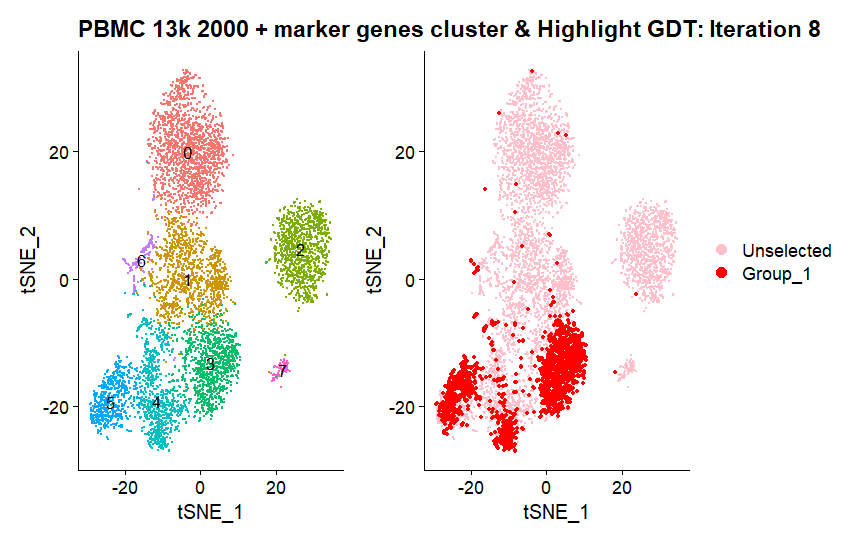 PBMC 13k 2000 + marker genes cluster & Highlight GDT: Iteration 8
tSNE_2
20
0
-20
0
1
2
3
4
5
6
7
-20
0
20
tSNE_1
tSNE_2
20
0
-20
-20
0
20
tSNE_1
Unselected
Group_1